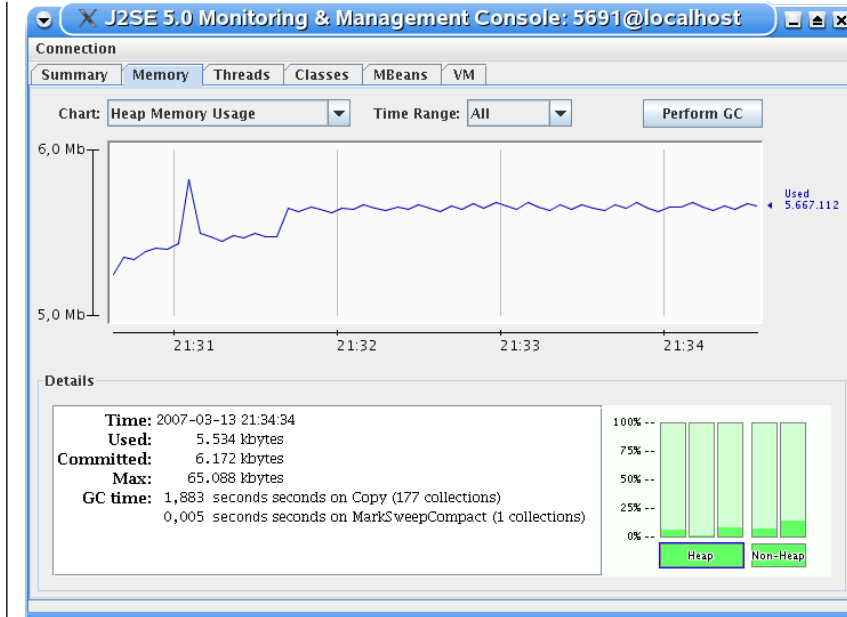 J2SE 5.0 Monitoring & Management Console: 5691@localhost
Connection
Summary Memory Threads Classes MBeans VM
Chart: Heap Memory Usage Time Range: All Perform GC
6,0 Mb
Used
5.667.112
5,0 Mb
21:31 21:32 21:33 21:34
Details
Time: 2007-03-13 21:34:34
Used: 5.534 kbytes
Committed: 6.172 kbytes
Max: 65.088 kbytes
GC time: 1,883 seconds seconds on Copy (177 collections)
0,005 seconds seconds on MarkSweepCompact (1 collections)
100% --
75% --
50% --
25% --
0% --
Heap Non-Heap